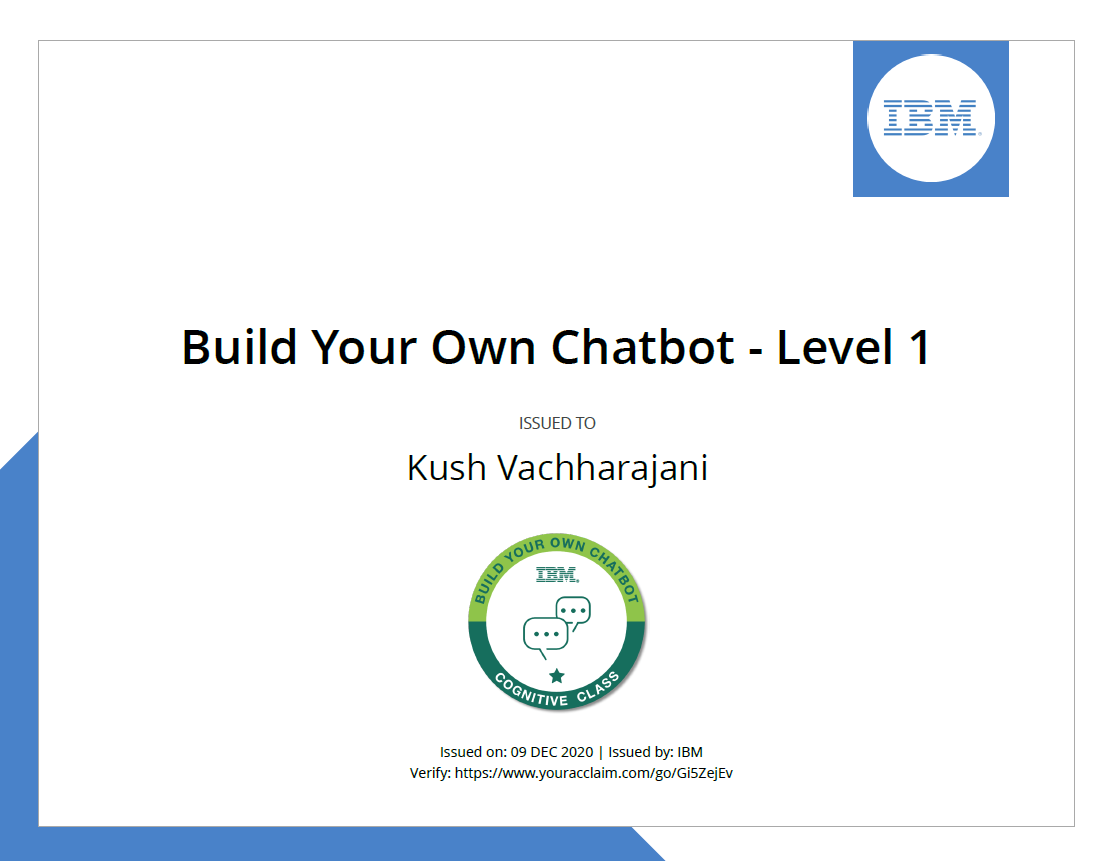 IBM
Build Your Own Chatbot - Level 1
ISSUED TO
Kush Vachharajani
BUILD YOUR OWN CHATBOT
IBM
COGNITIVE CLASS
Issued on: 09 DEC 2020 | Issued by: IBM
Verify: https://www.youracclaim.com/go/Gi5ZejEv